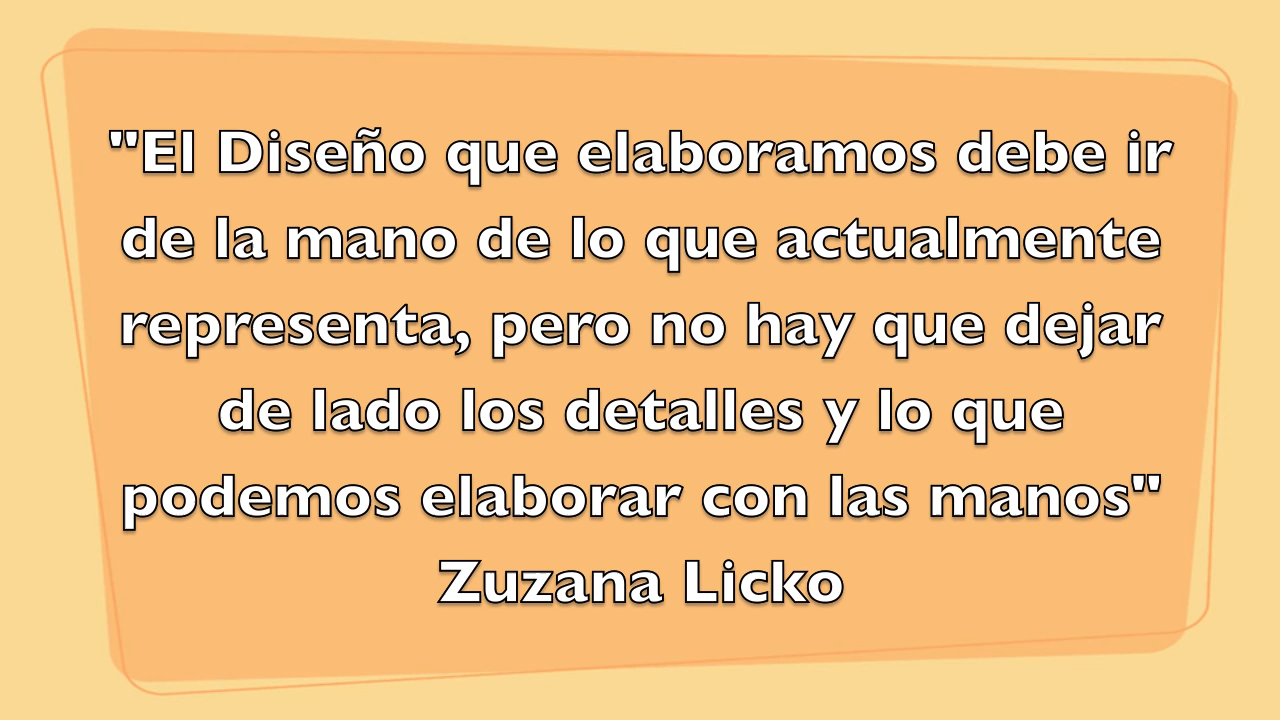 "El Diseño que elaboramos debe ir
de la mano de lo que actualmente
representa, pero no hay que dejar
de lado los detalles y lo que
podemos elaborar con las manos"
Zuzana Licko